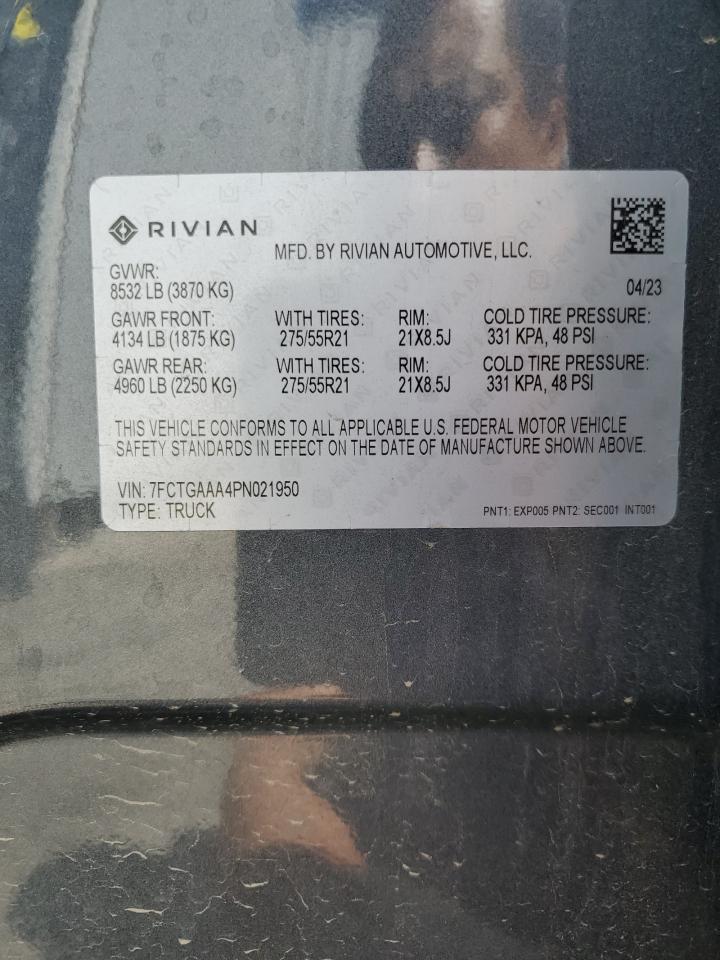 RIVIAN
MFD. BY RIVIAN AUTOMOTIVE, LLC.
GVWR:
8532 LB (3870 KG) 04/23
GAWR FRONT: WITH TIRES: RIM: COLD TIRE PRESSURE:
4134 LB (1875 KG) 275/55R21 21X8.5J 331 KPA, 48 PSI
GAWR REAR: WITH TIRES: RIM: COLD TIRE PRESSURE:
4960 LB (2250 KG) 275/55R21 21X8.5J 331 KPA, 48 PSI
THIS VEHICLE CONFORMS TO ALL APPLICABLE U.S. FEDERAL MOTOR VEHICLE
SAFETY STANDARDS IN EFFECT ON THE DATE OF MANUFACTURE SHOWN ABOVE.
VIN: 7FCTGAAA4PN021950
TYPE: TRUCK PNT1: EXP005 PNT2: SEC001 INT001